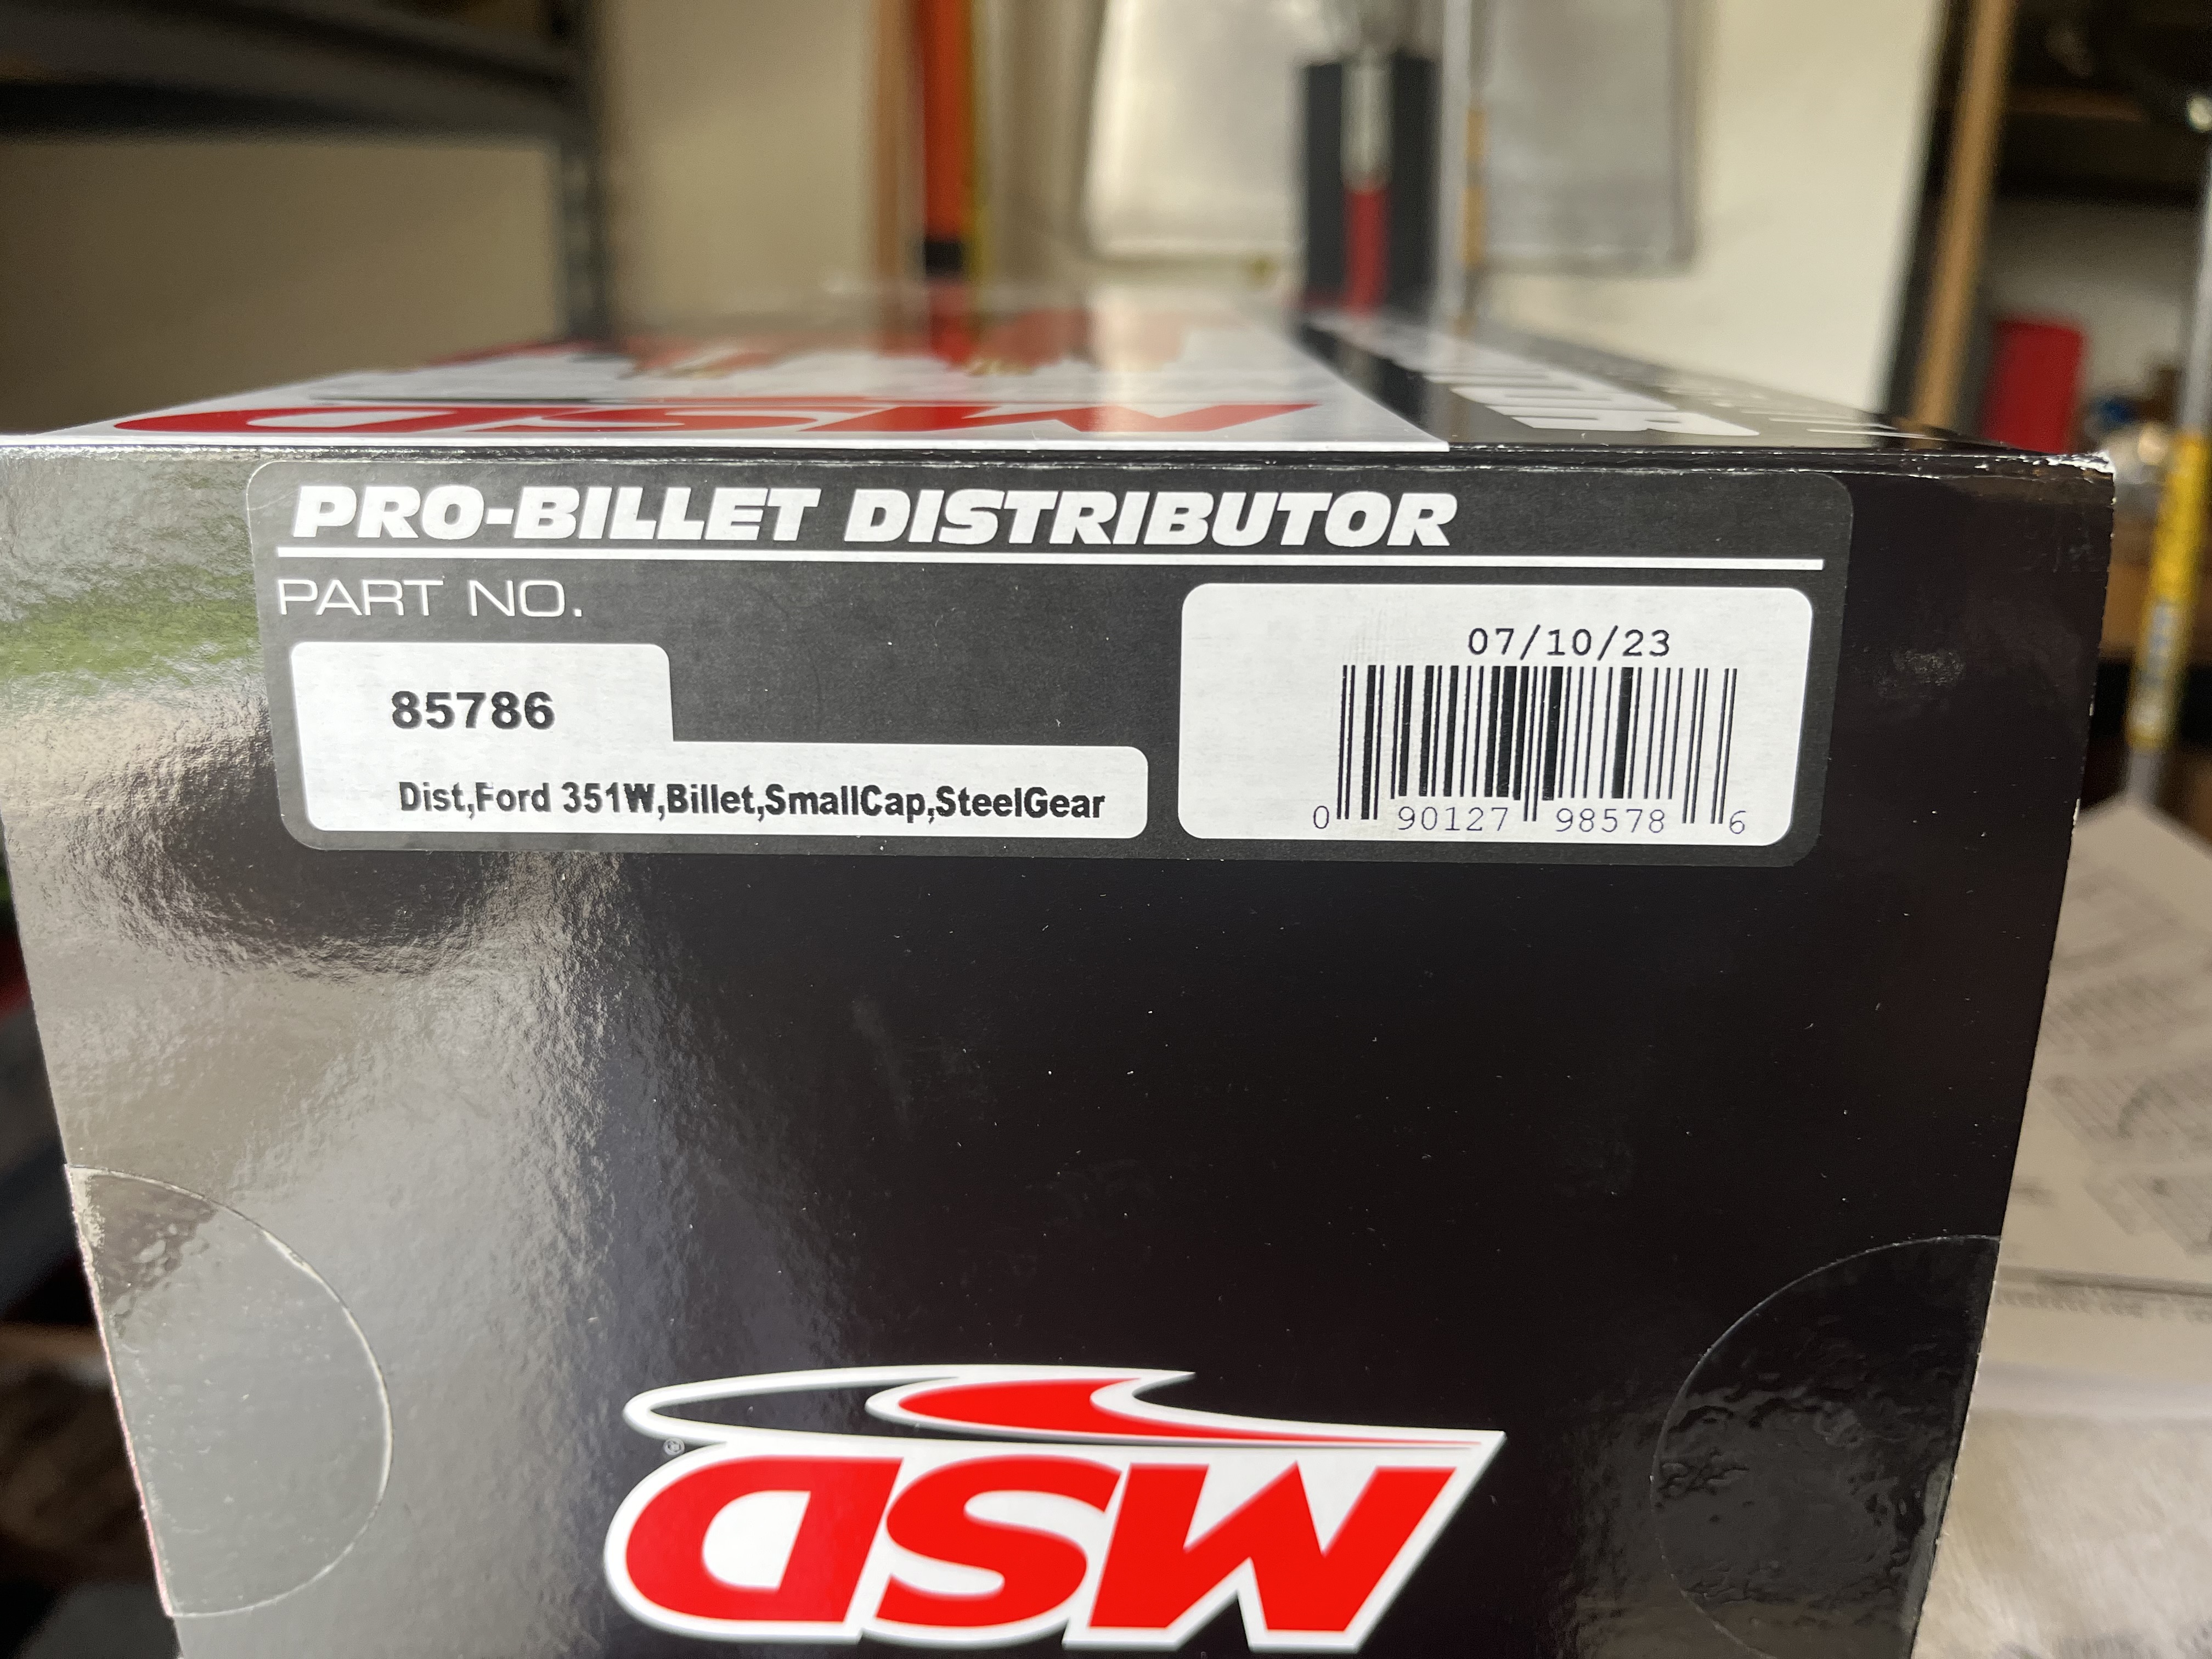 MSD
PRO-BILLET DISTRIBUTOR
PART NO.
85786
Dist,Ford 351W,Billet,SmallCap,SteelGear
07/10/23
0 90127 98578 6
MSD
®